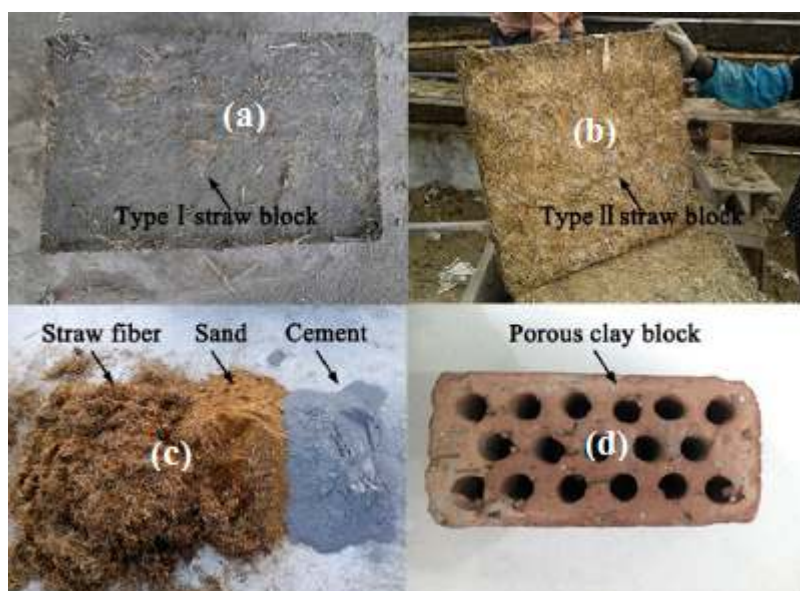 (a)
Type Ⅰ straw block
(b)
Type Ⅱ straw block
Straw fiber Sand Cement
(c)
Porous clay block
(d)